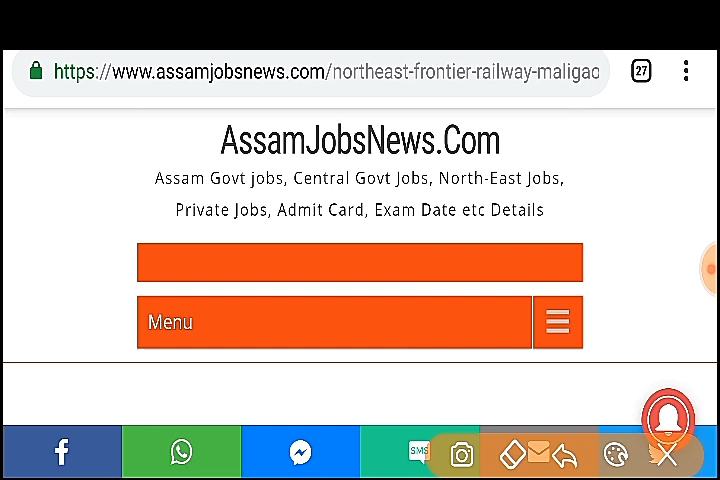 https://www.assamjobsnews.com/northeast-frontier-railway-maligao
27
AssamJobsNews.Com
Assam Govt jobs, Central Govt Jobs, North-East Jobs,
Private Jobs, Admit Card, Exam Date etc Details
Menu
SMS